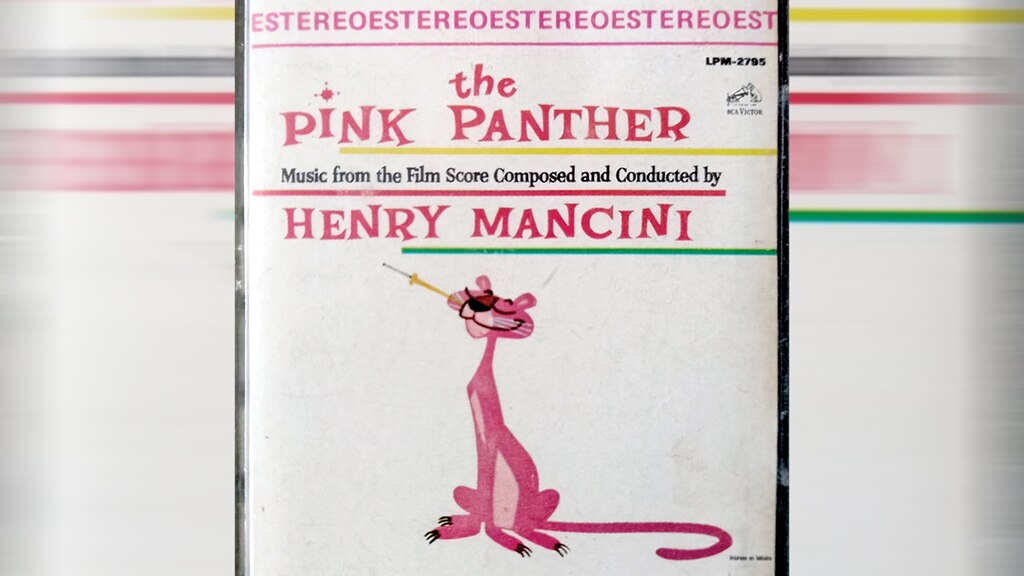 ESTEREOESTEREOESTEREOESTEREOEST
LPM-2795
the
PINK PANTHER
RCA VICTOR
Music from the Film Score Composed and Conducted by
HENRY MANCINI